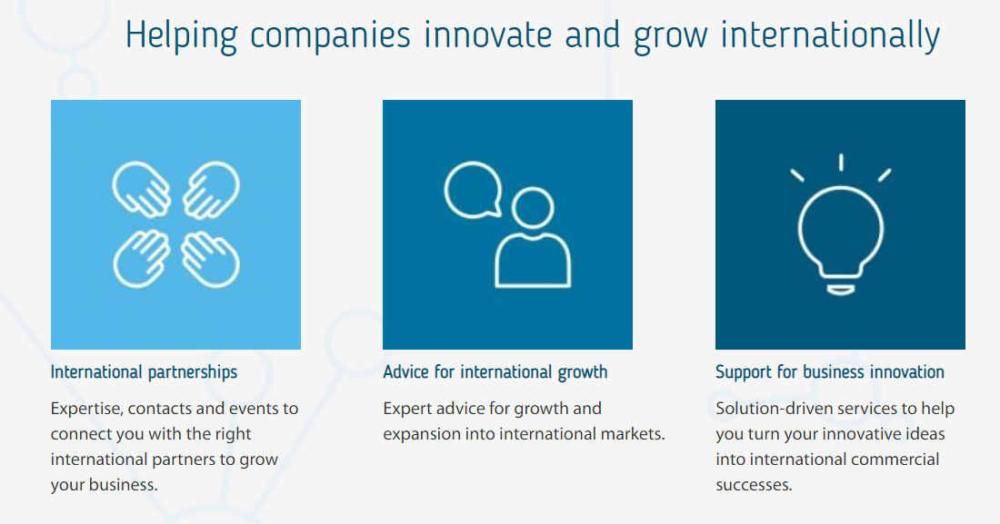 Helping companies innovate and grow internationally
International partnerships
Expertise, contacts and events to
connect you with the right
international partners to grow
your business.
Advice for international growth
Expert advice for growth and
expansion into international markets.
Support for business innovation
Solution-driven services to help
you turn your innovative ideas
into international commercial
successes.